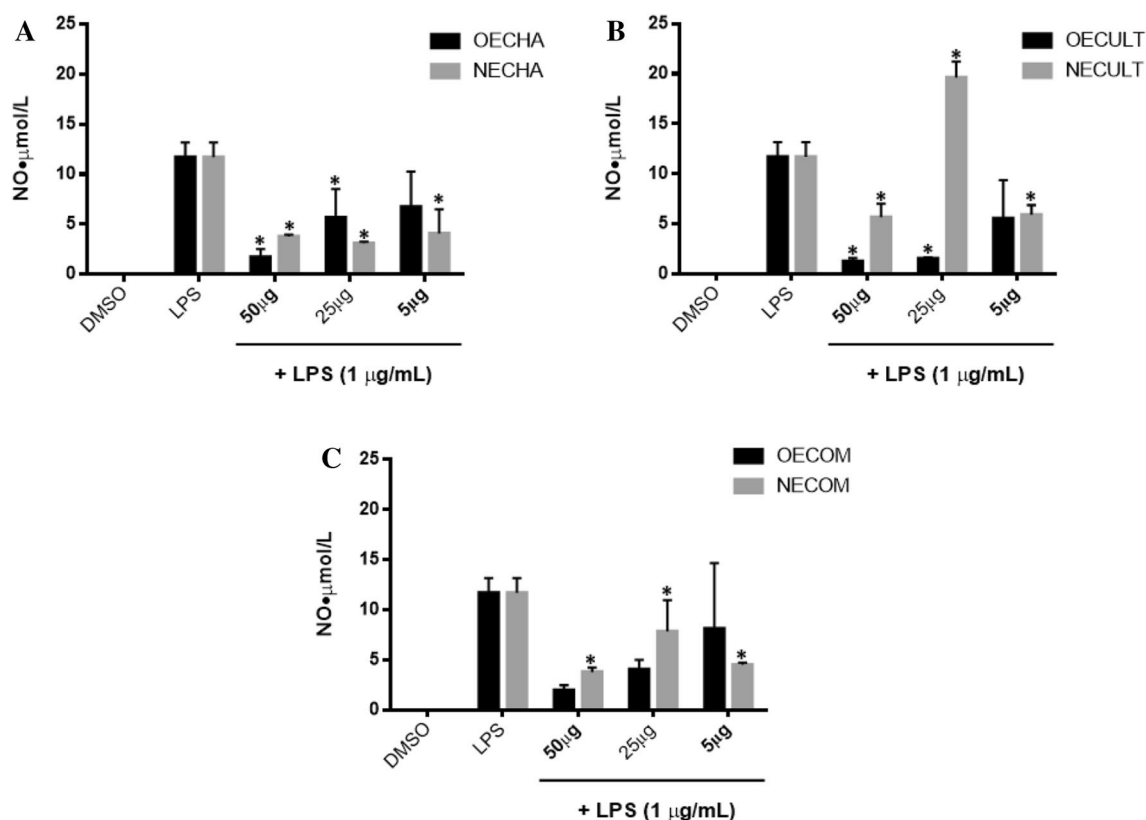 A
OECHA
NECHA
NO•µmol/L
25
20
15
10
5
0
*
*
*
*
*
DMSO
LPS
50µg
25µg
5µg
+ LPS (1 µg/mL)
B
OECULT
NECULT
NO•µmol/L
25
20
15
10
5
0
*
*
*
*
*
DMSO
LPS
50µg
25µg
5µg
+ LPS (1 µg/mL)
C
OECOM
NECOM
NO•µmol/L
25
20
15
10
5
0
*
*
*
DMSO
LPS
50µg
25µg
5µg
+ LPS (1 µg/mL)